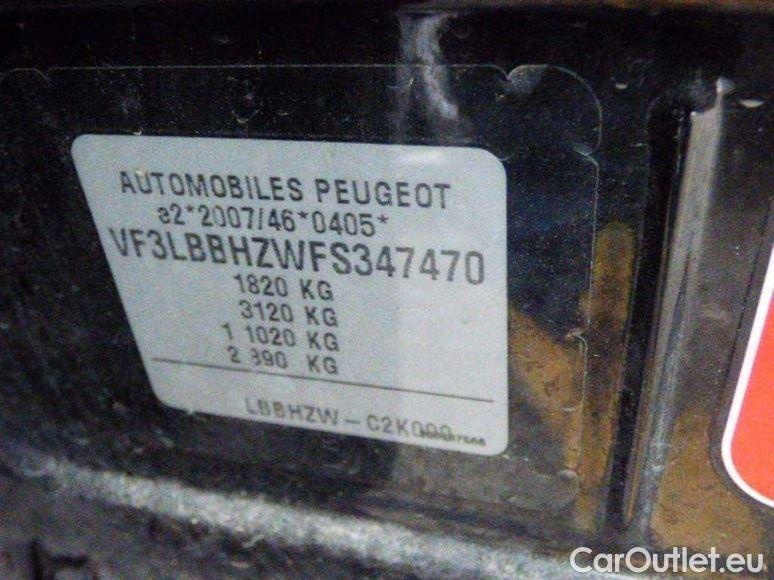 AUTOMOBILES PEUGEOT
e2*2007/46*0405*
VF3LBBHZWFS347470
1820 KG
3120 KG
1 1020 KG
2 890 KG
LBBHZW-C2K000
CarOutlet.eu